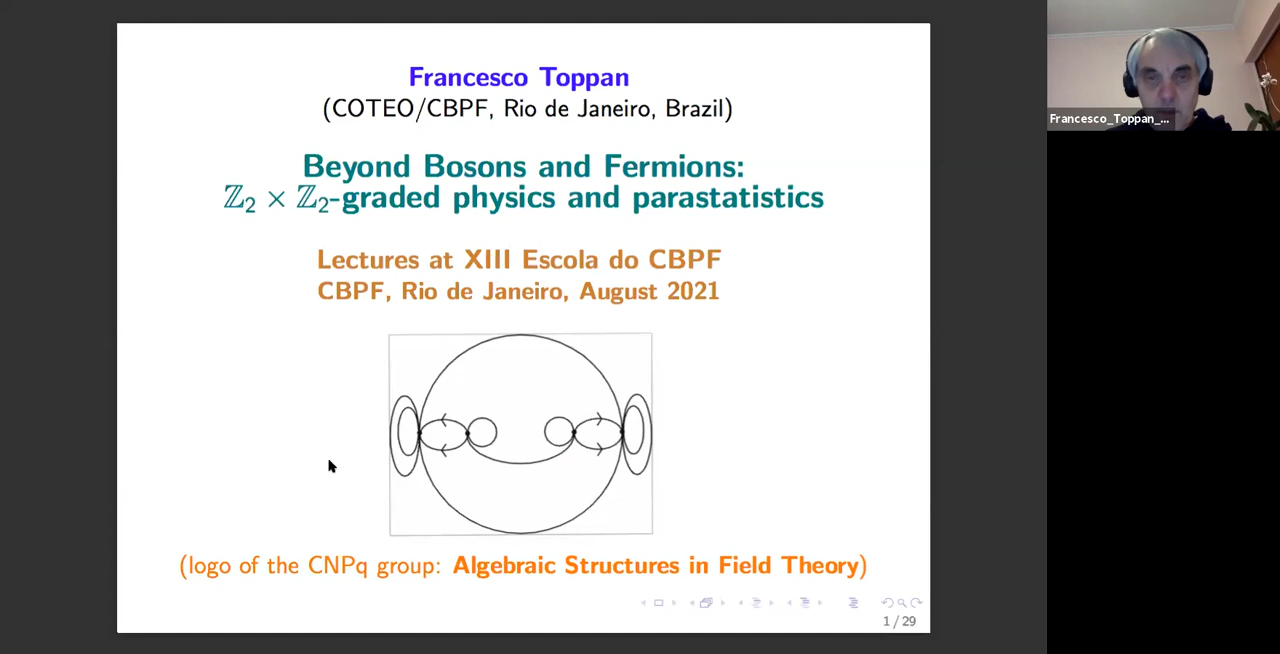 Francesco Toppan
(COTEO/CBPF, Rio de Janeiro, Brazil)
Beyond Bosons and Fermions:
ℤ₂ × ℤ₂-graded physics and parastatistics
Lectures at XIII Escola do CBPF
CBPF, Rio de Janeiro, August 2021
(logo of the CNPq group: Algebraic Structures in Field Theory)
1 / 29
Francesco_Toppan_...